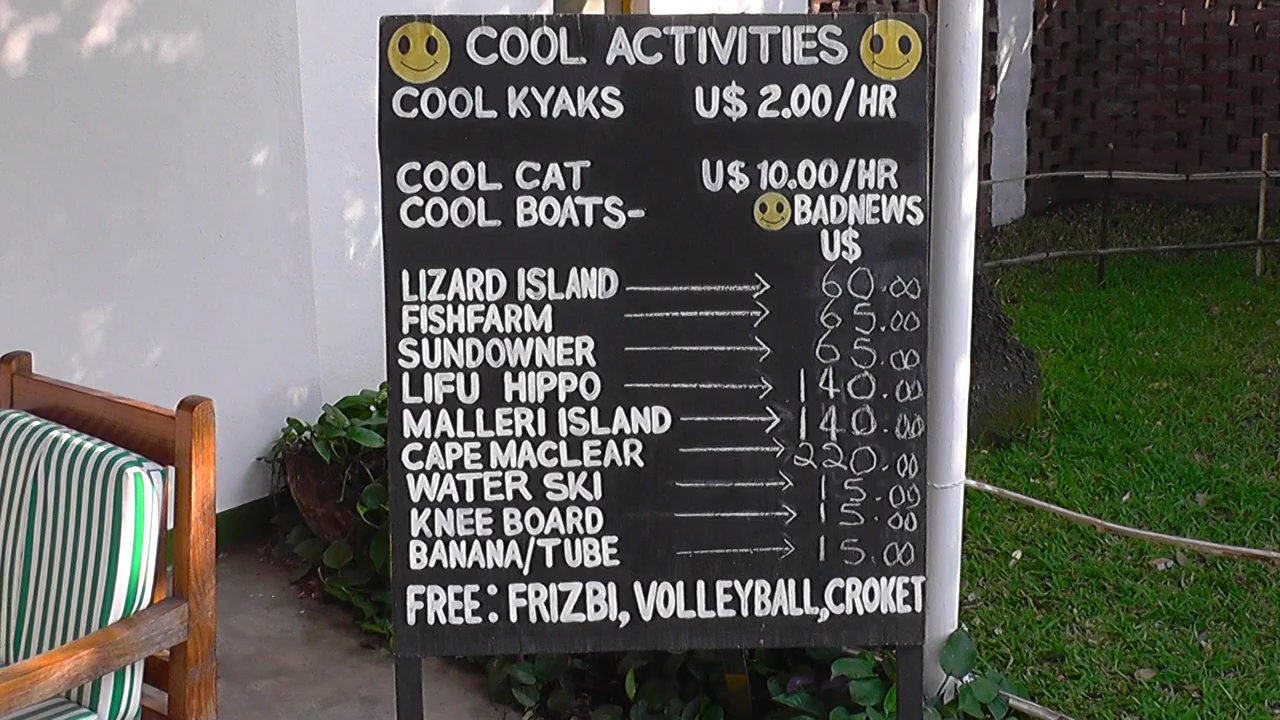 COOL ACTIVITIES
COOL KYAKS U$ 2.00/HR
COOL CAT U$ 10.00/HR
COOL BOATS- BADNEWS
U$
LIZARD ISLAND → 60.00
FISHFARM → 65.00
SUNDOWNER → 65.00
LIFU HIPPO → 140.00
MALLERI ISLAND → 140.00
CAPE MACLEAR → 220.00
WATER SKI → 15.00
KNEE BOARD → 15.00
BANANA/TUBE → 15.00
FREE: FRIZBI, VOLLEYBALL, CROKET